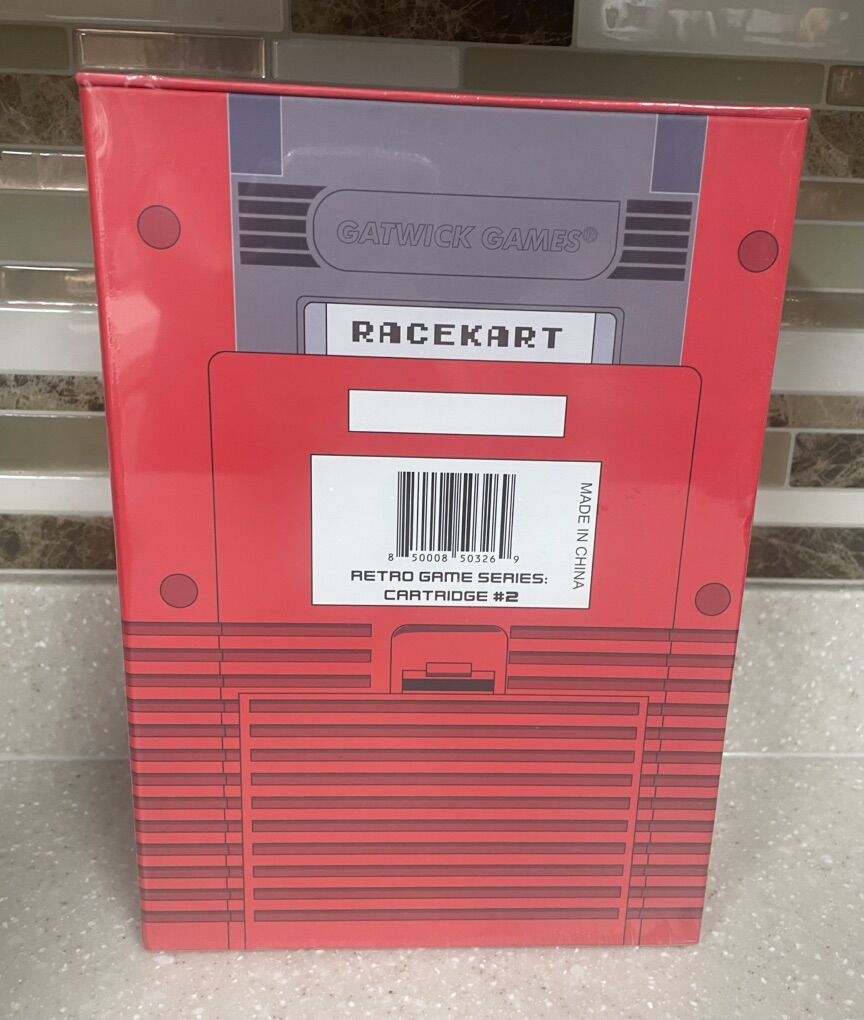 GATWICK GAMES®
RACEKART
MADE IN CHINA
8 50008 50326 9
RETRO GAME SERIES:
CARTRIDGE #2